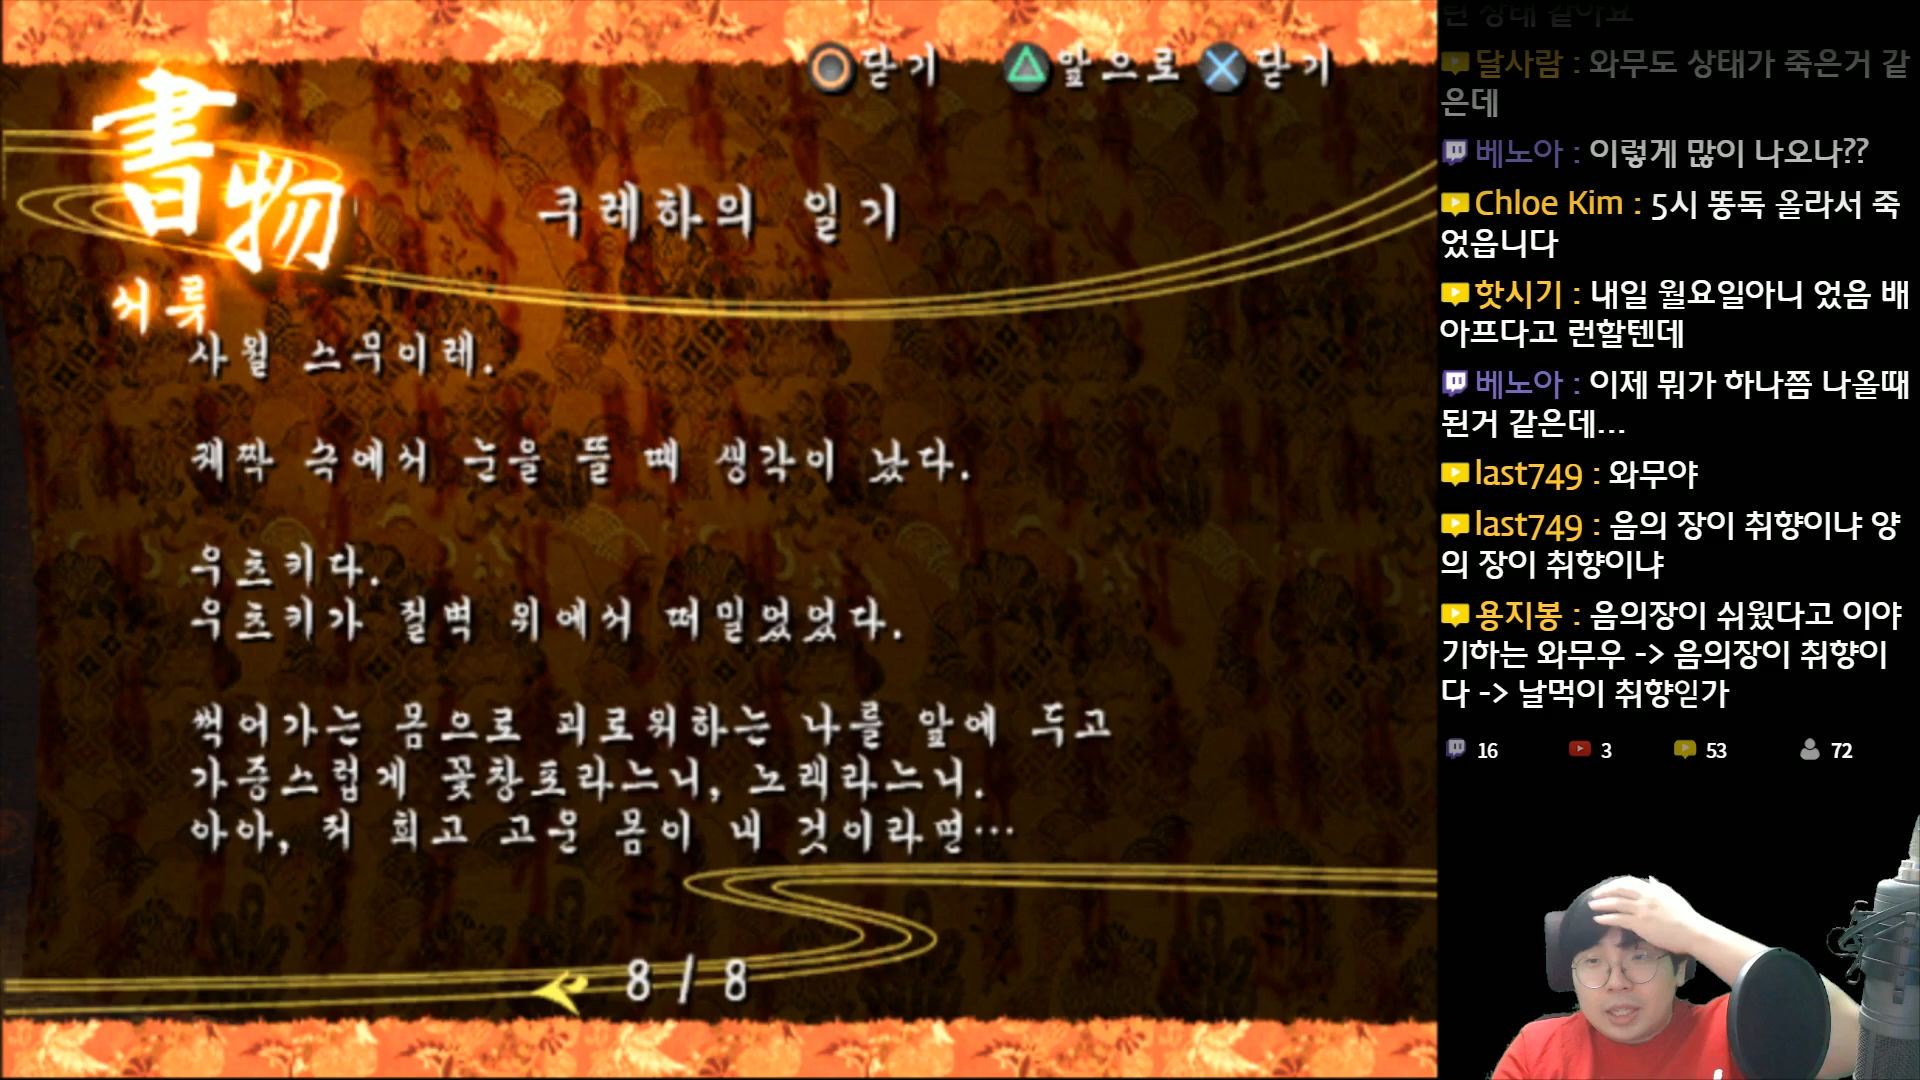 닫기 앞으로 닫기
書物
서류
쿠레하의 일기
사월 스무이레.
궤짝 속에서 눈을 뜰 때 생각이 났다.
우츠키다.
우츠키가 절벽 위에서 떠밀었었다.
썩어가는 몸으로 괴로워하는 나를 앞에 두고
가증스럽게 꽃창포라느니, 노래라느니.
아아, 저 희고 고운 몸이 내 것이라면…
8 / 8
린 상태 같아요
달사람 : 와무도 상태가 죽은거 같
은데
베노아 : 이렇게 많이 나오나??
Chloe Kim : 5시 똥독 올라서 죽
었읍니다
핫시기 : 내일 월요일아니 었음 배
아프다고 런할텐데
베노아 : 이제 뭐가 하나쯤 나올때
된거 같은데...
last749 : 와무야
last749 : 음의 장이 취향이냐 양
의 장이 취향이냐
용지봉 : 음의장이 쉬웠다고 이야
기하는 와무우 -> 음의장이 취향이
다 -> 날먹이 취향인가
16 3 53 72